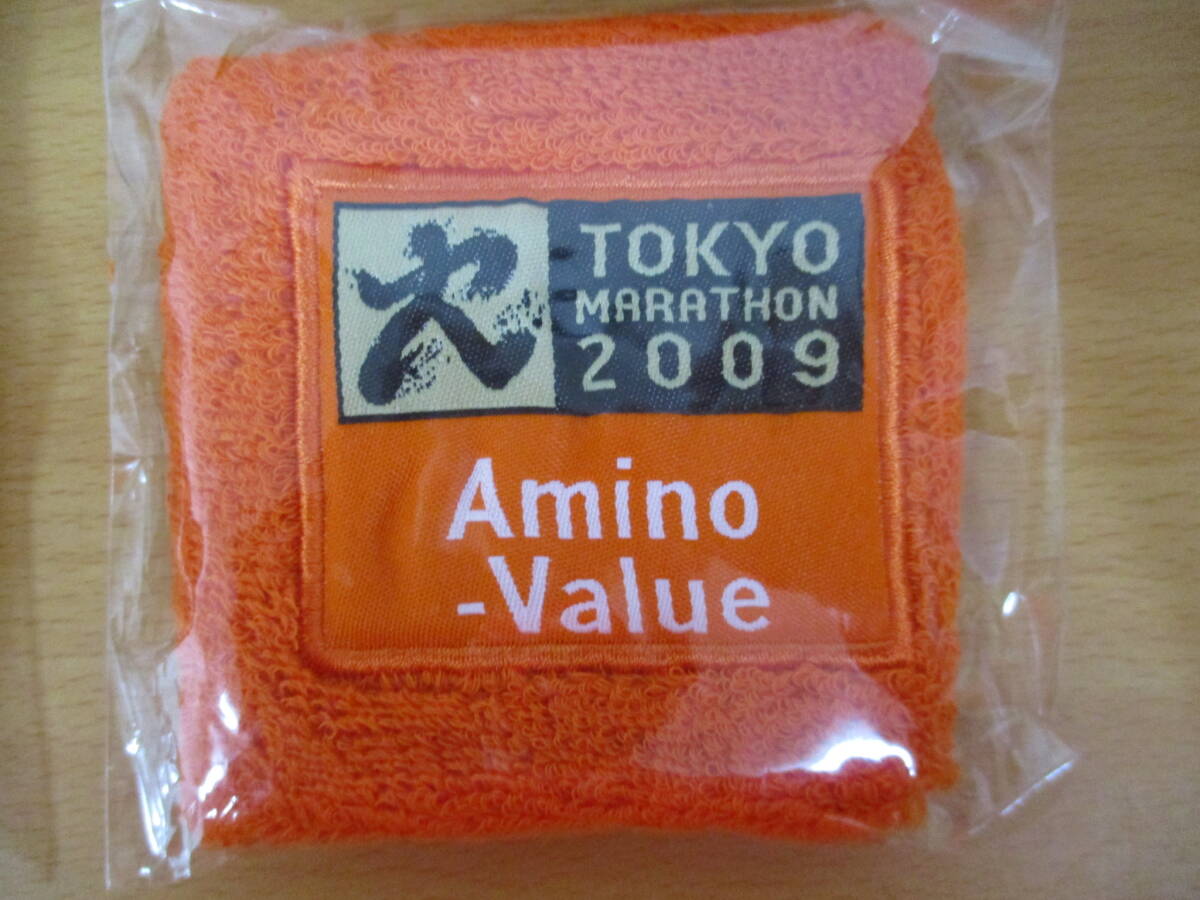 TOKYO
MARATHON
2009
Amino
-Value